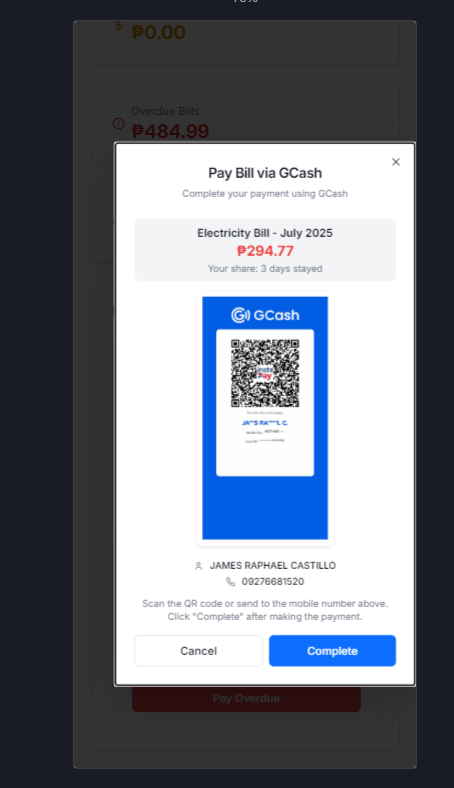 $
₱0.00
Overdue Bills
₱484.99
Pay Bill via GCash
Complete your payment using GCash
Electricity Bill - July 2025
₱294.77
Your share: 3 days stayed
GCash
Insta
Pay
JA**S RA****L C.
JAMES RAPHAEL CASTILLO
09276681520
Scan the QR code or send to the mobile number above.
Click "Complete" after making the payment.
Cancel
Complete
Pay Overdue